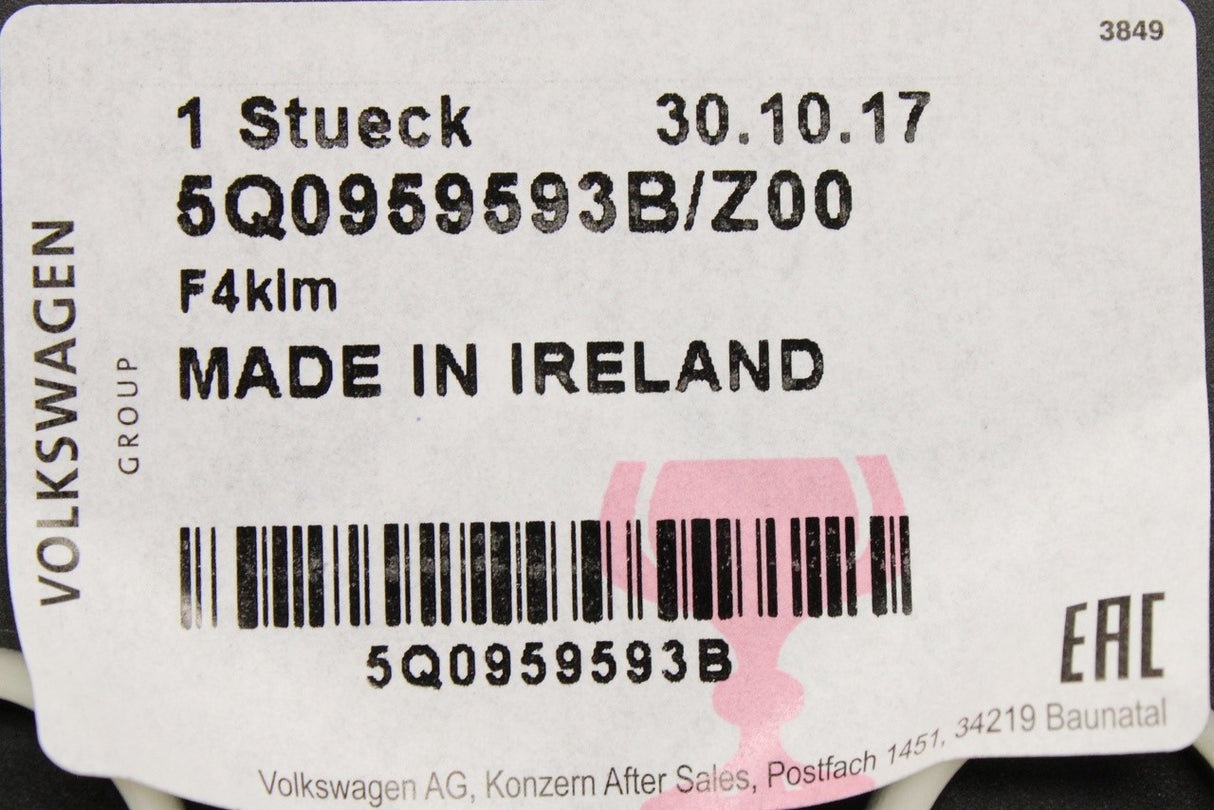 3849
1 Stueck 30.10.17
5Q0959593B/Z00
F4klm
MADE IN IRELAND
VOLKSWAGEN
GROUP
5Q0959593B
EAC
Volkswagen AG, Konzern After Sales, Postfach 1451, 34219 Baunatal